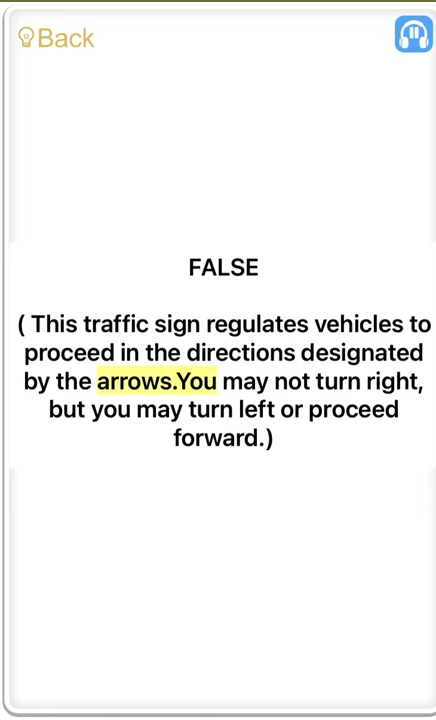 Back
FALSE
( This traffic sign regulates vehicles to
proceed in the directions designated
by the arrows.You may not turn right,
but you may turn left or proceed
forward.)